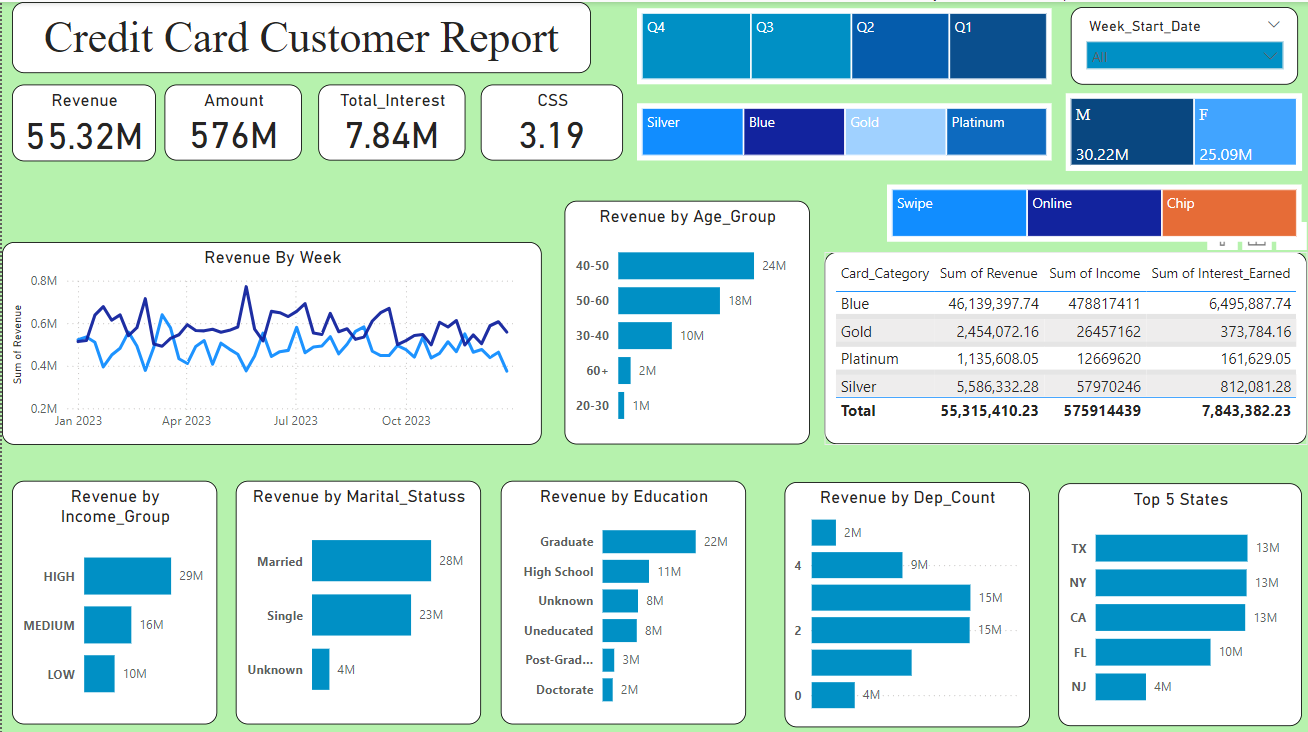 Credit Card Customer Report
Q4 Q3 Q2 Q1
Week_Start_Date
All
Revenue
55.32M
Amount
576M
Total_Interest
7.84M
CSS
3.19
Silver Blue Gold Platinum
M F
30.22M 25.09M
Swipe Online Chip
Revenue By Week
Sum of Revenue
0.8M
0.6M
0.4M
0.2M
Jan 2023 Apr 2023 Jul 2023 Oct 2023
Revenue by Age_Group
40-50 24M
50-60 18M
30-40 10M
60+ 2M
20-30 1M
Card_Category Sum of Revenue Sum of Income Sum of Interest_Earned
Blue 46,139,397.74 478817411 6,495,887.74
Gold 2,454,072.16 26457162 373,784.16
Platinum 1,135,608.05 12669620 161,629.05
Silver 5,586,332.28 57970246 812,081.28
Total 55,315,410.23 575914439 7,843,382.23
Revenue by
Income_Group
HIGH 29M
MEDIUM 16M
LOW 10M
Revenue by Marital_Statuss
Married 28M
Single 23M
Unknown 4M
Revenue by Education
Graduate 22M
High School 11M
Unknown 8M
Uneducated 8M
Post-Grad... 3M
Doctorate 2M
Revenue by Dep_Count
2M
4 9M
15M
2 15M
0 4M
Top 5 States
TX 13M
NY 13M
CA 13M
FL 10M
NJ 4M